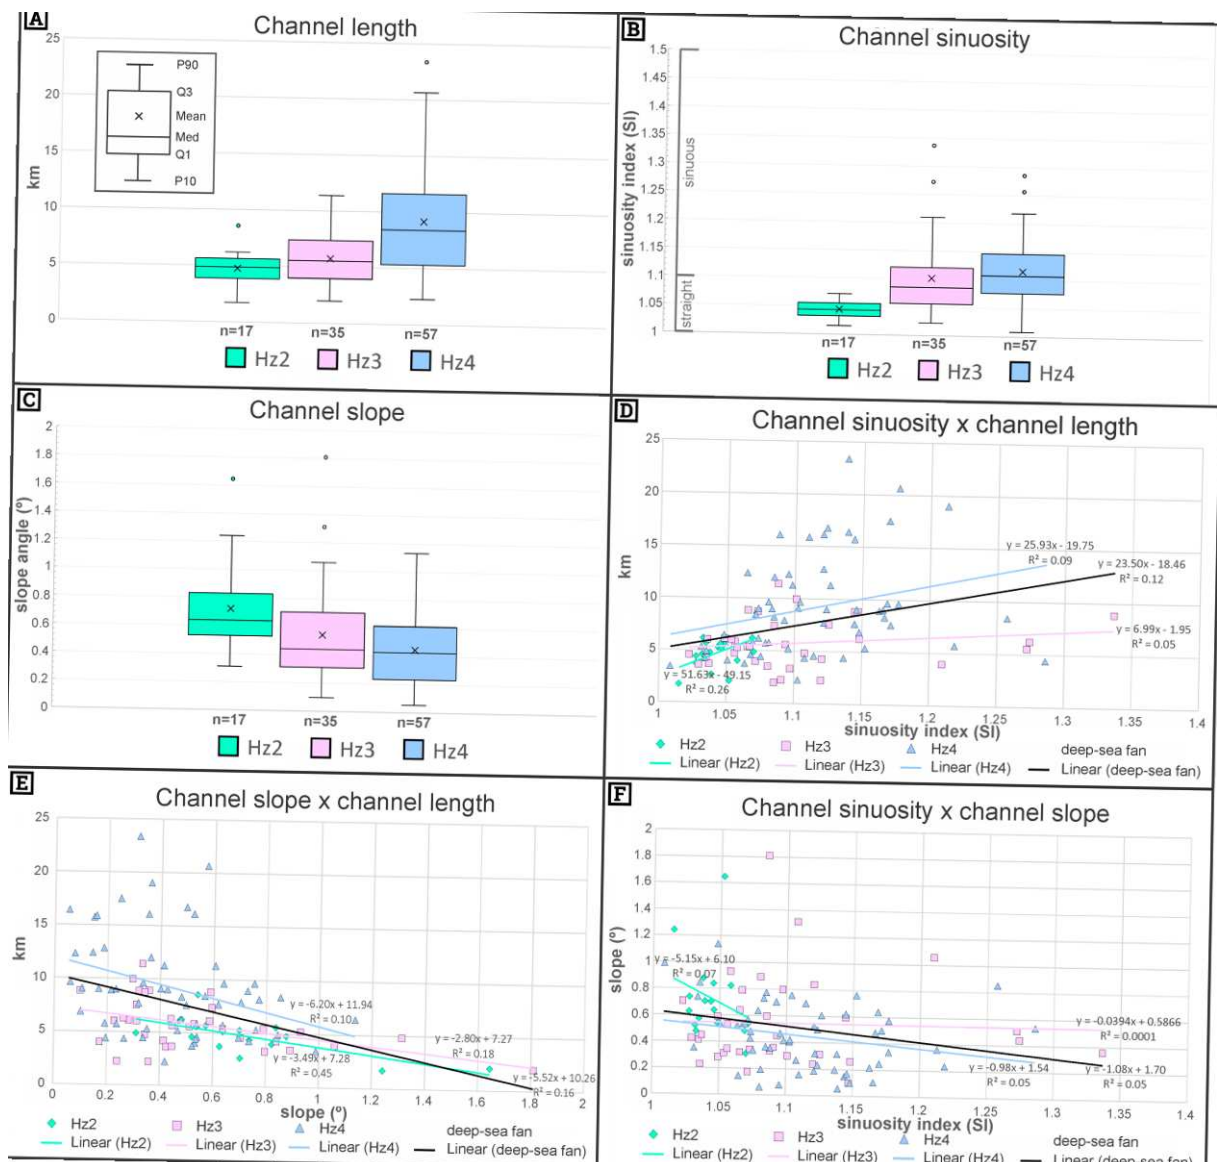 A
Channel length
25
20
15
10
5
0
km
P90
Q3
Mean
Med
Q1
P10
n=17 n=35 n=57
Hz2 Hz3 Hz4
B
Channel sinuosity
1.5
1.45
1.4
1.35
1.3
1.25
1.2
1.15
1.1
1.05
1
sinuosity index (SI)
sinuous
straight
n=17 n=35 n=57
Hz2 Hz3 Hz4
C
Channel slope
2
1.8
1.6
1.4
1.2
1
0.8
0.6
0.4
0.2
0
slope angle (º)
n=17 n=35 n=57
Hz2 Hz3 Hz4
D
Channel sinuosity x channel length
25
20
15
10
5
0
km
y = 25.93x - 19.75
R² = 0.09
y = 23.50x - 18.46
R² = 0.12
y = 6.99x - 1.95
R² = 0.05
y = 51.63x - 49.15
R² = 0.26
1 1.05 1.1 1.15 1.2 1.25 1.3 1.35 1.4
sinuosity index (SI)
Hz2 Hz3 Hz4 deep-sea fan
Linear (Hz2) Linear (Hz3) Linear (Hz4) Linear (deep-sea fan)
E
Channel slope x channel length
25
20
15
10
5
0
km
y = -6.20x + 11.94
R² = 0.10
y = -2.80x + 7.27
R² = 0.18
y = -3.49x + 7.28
R² = 0.45
y = -5.52x + 10.26
R² = 0.16
0 0.2 0.4 0.6 0.8 1 1.2 1.4 1.6 1.8 2
slope (º)
Hz2 Hz3 Hz4 deep-sea fan
Linear (Hz2) Linear (Hz3) Linear (Hz4) Linear (deep-sea fan)
F
Channel sinuosity x channel slope
2
1.8
1.6
1.4
1.2
1
0.8
0.6
0.4
0.2
0
slope (º)
y = -5.15x + 6.10
R² = 0.07
y = -0.0394x + 0.5866
R² = 0.0001
y = -0.98x + 1.54
R² = 0.05
y = -1.08x + 1.70
R² = 0.05
1 1.05 1.1 1.15 1.2 1.25 1.3 1.35 1.4
sinuosity index (SI)
Hz2 Hz3 Hz4 deep-sea fan
Linear (Hz2) Linear (Hz3) Linear (Hz4) Linear (deep-sea fan)